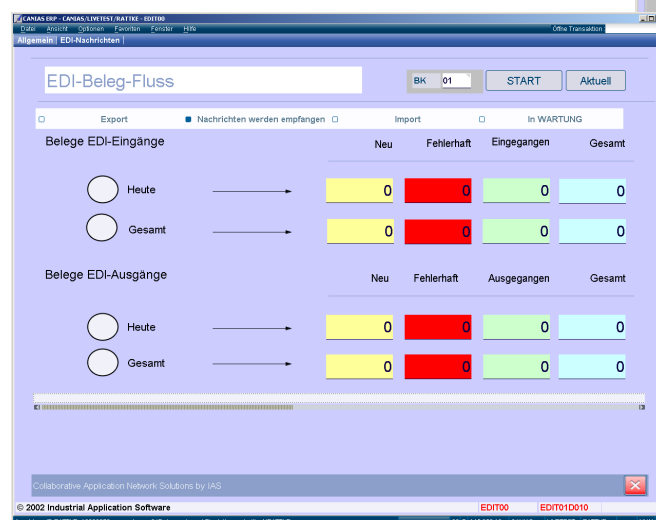 CANIAS ERP - CANIAS/LIVETEST/RATTKE - EDIT00
Datei Ansicht Optionen Favoriten Fenster Hilfe Öffne Transaktion
Allgemein EDI-Nachrichten
EDI-Beleg-Fluss BK 01 START Aktuell
Export Nachrichten werden empfangen Import In WARTUNG
Belege EDI-Eingänge Neu Fehlerhaft Eingegangen Gesamt
Heute 0 0 0 0
Gesamt 0 0 0 0
Belege EDI-Ausgänge Neu Fehlerhaft Ausgegangen Gesamt
Heute 0 0 0 0
Gesamt 0 0 0 0
Collaborative Application Network Solutions by IAS
© 2002 Industrial Application Software EDIT00 EDIT01D010